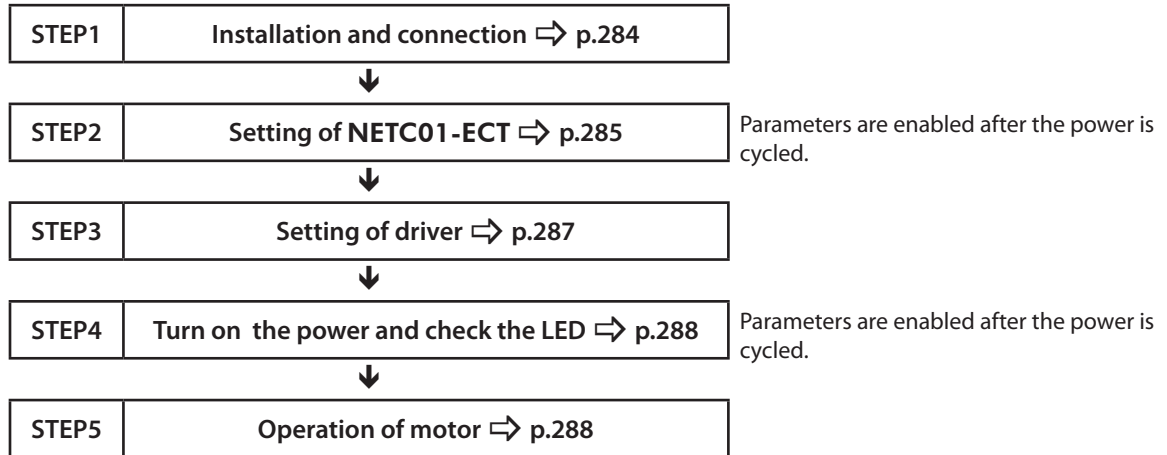 STEP1 Installation and connection ⇨ p.284
STEP2 Setting of NETC01-ECT ⇨ p.285
Parameters are enabled after the power is
cycled.
STEP3 Setting of driver ⇨ p.287
STEP4 Turn on the power and check the LED ⇨ p.288
Parameters are enabled after the power is
cycled.
STEP5 Operation of motor ⇨ p.288